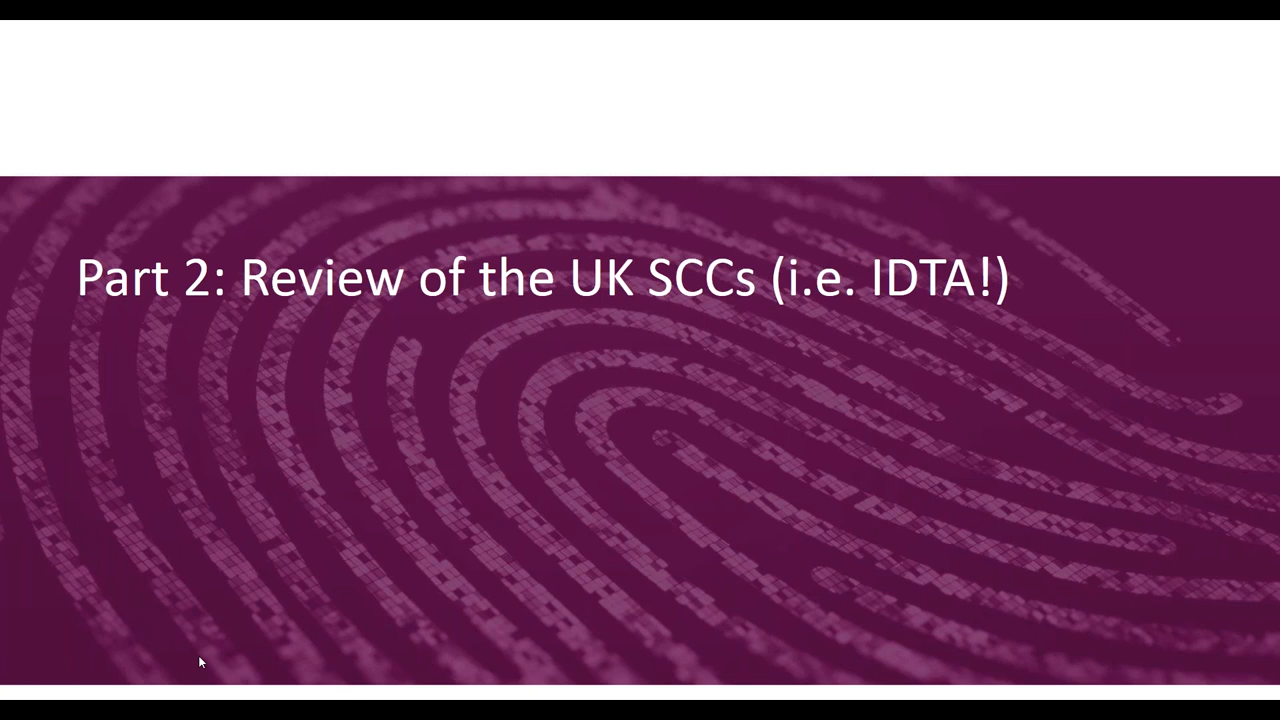 Part 2: Review of the UK SCCs (i.e. IDTA!)